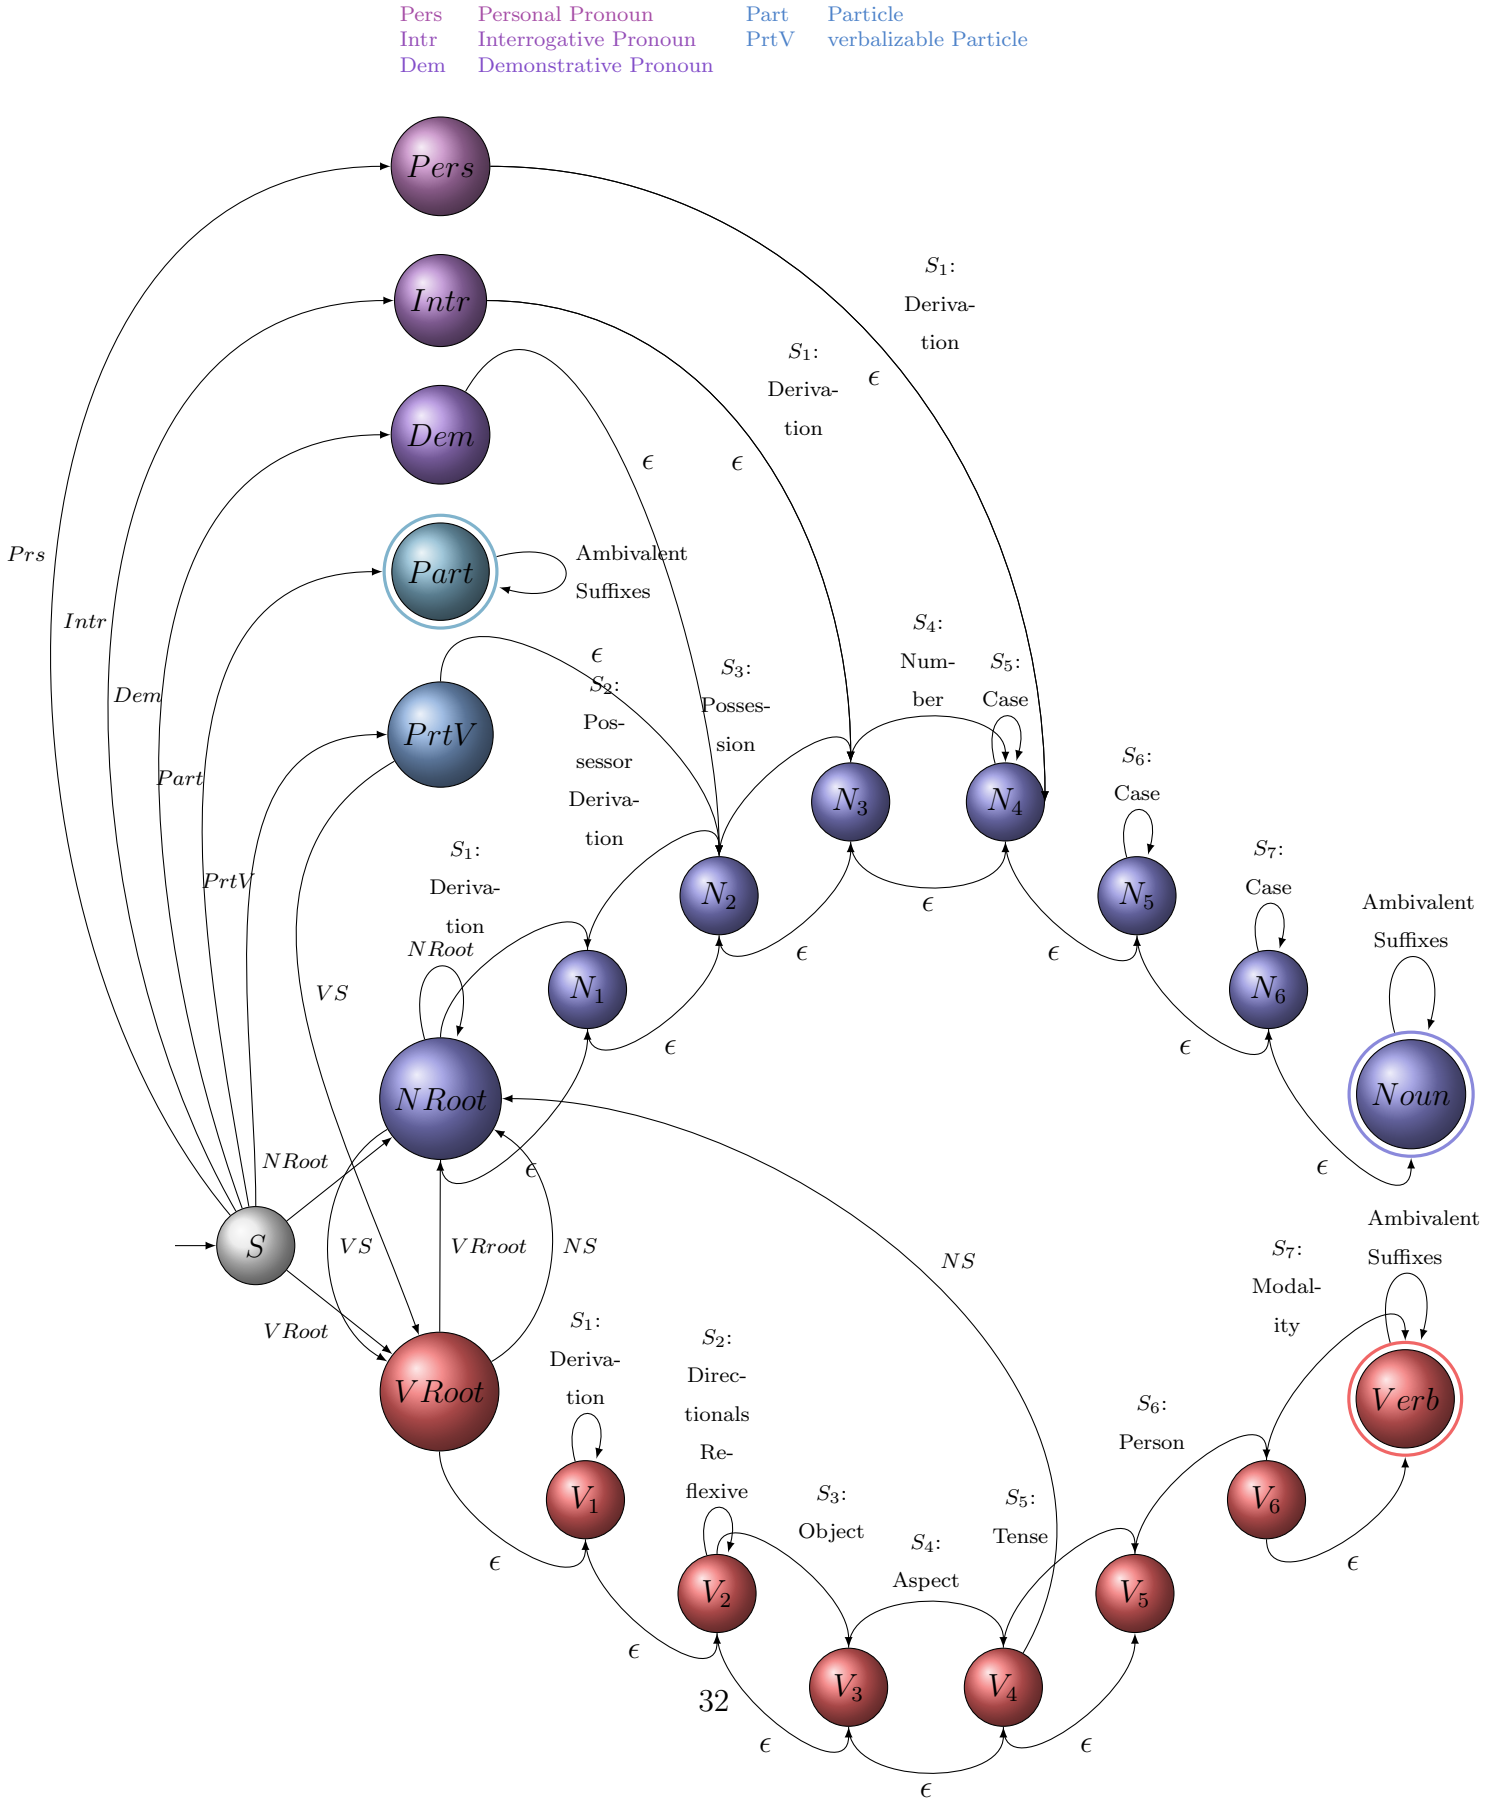 Pers Personal Pronoun Part Particle
Intr Interrogative Pronoun PrtV verbalizable Particle
Dem Demonstrative Pronoun
Pers
S1:
Deriva-
tion
Intr
S1:
Deriva-
tion
ϵ
Dem
ϵ
ϵ
Prs
Part
Ambivalent
Suffixes
Intr
ϵ
S4:
Num-
ber
S5:
Case
S3:
Posses-
sion
S2:
Pos-
sessor
Deriva-
tion
Dem
PrtV
S6:
Case
Part
N3
N4
S1:
Deriva-
tion
S7:
Case
PrtV
N2
N5
ϵ
Ambivalent
Suffixes
NRoot
ϵ
ϵ
VS
N1
N6
ϵ
ϵ
NRoot
Noun
NRoot
ϵ
ϵ
Ambivalent
Suffixes
S
VS
VRroot
NS
NS
S7:
Modal-
ity
VRoot
S1:
Deriva-
tion
S2:
Direc-
tionals
Re-
flexive
VRoot
Verb
S6:
Person
S3:
Object
S5:
Tense
V1
V6
S4:
Aspect
ϵ
ϵ
V2
V5
ϵ
V3
V4
32
ϵ
ϵ
ϵ